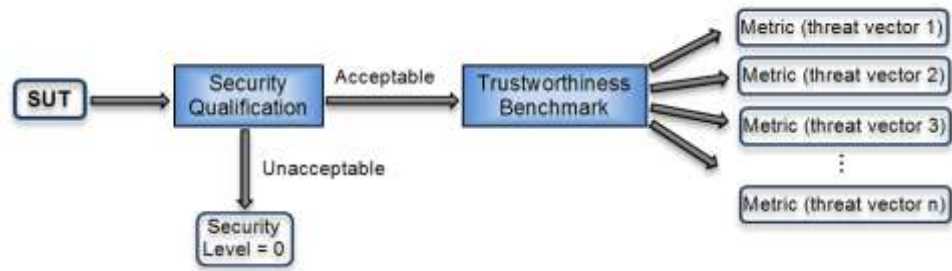 SUT
Security
Qualification
Acceptable
Trustworthiness
Benchmark
Metric (threat vector 1)
Metric (threat vector 2)
Metric (threat vector 3)
⋮
Metric (threat vector n)
Unacceptable
Security
Level = 0